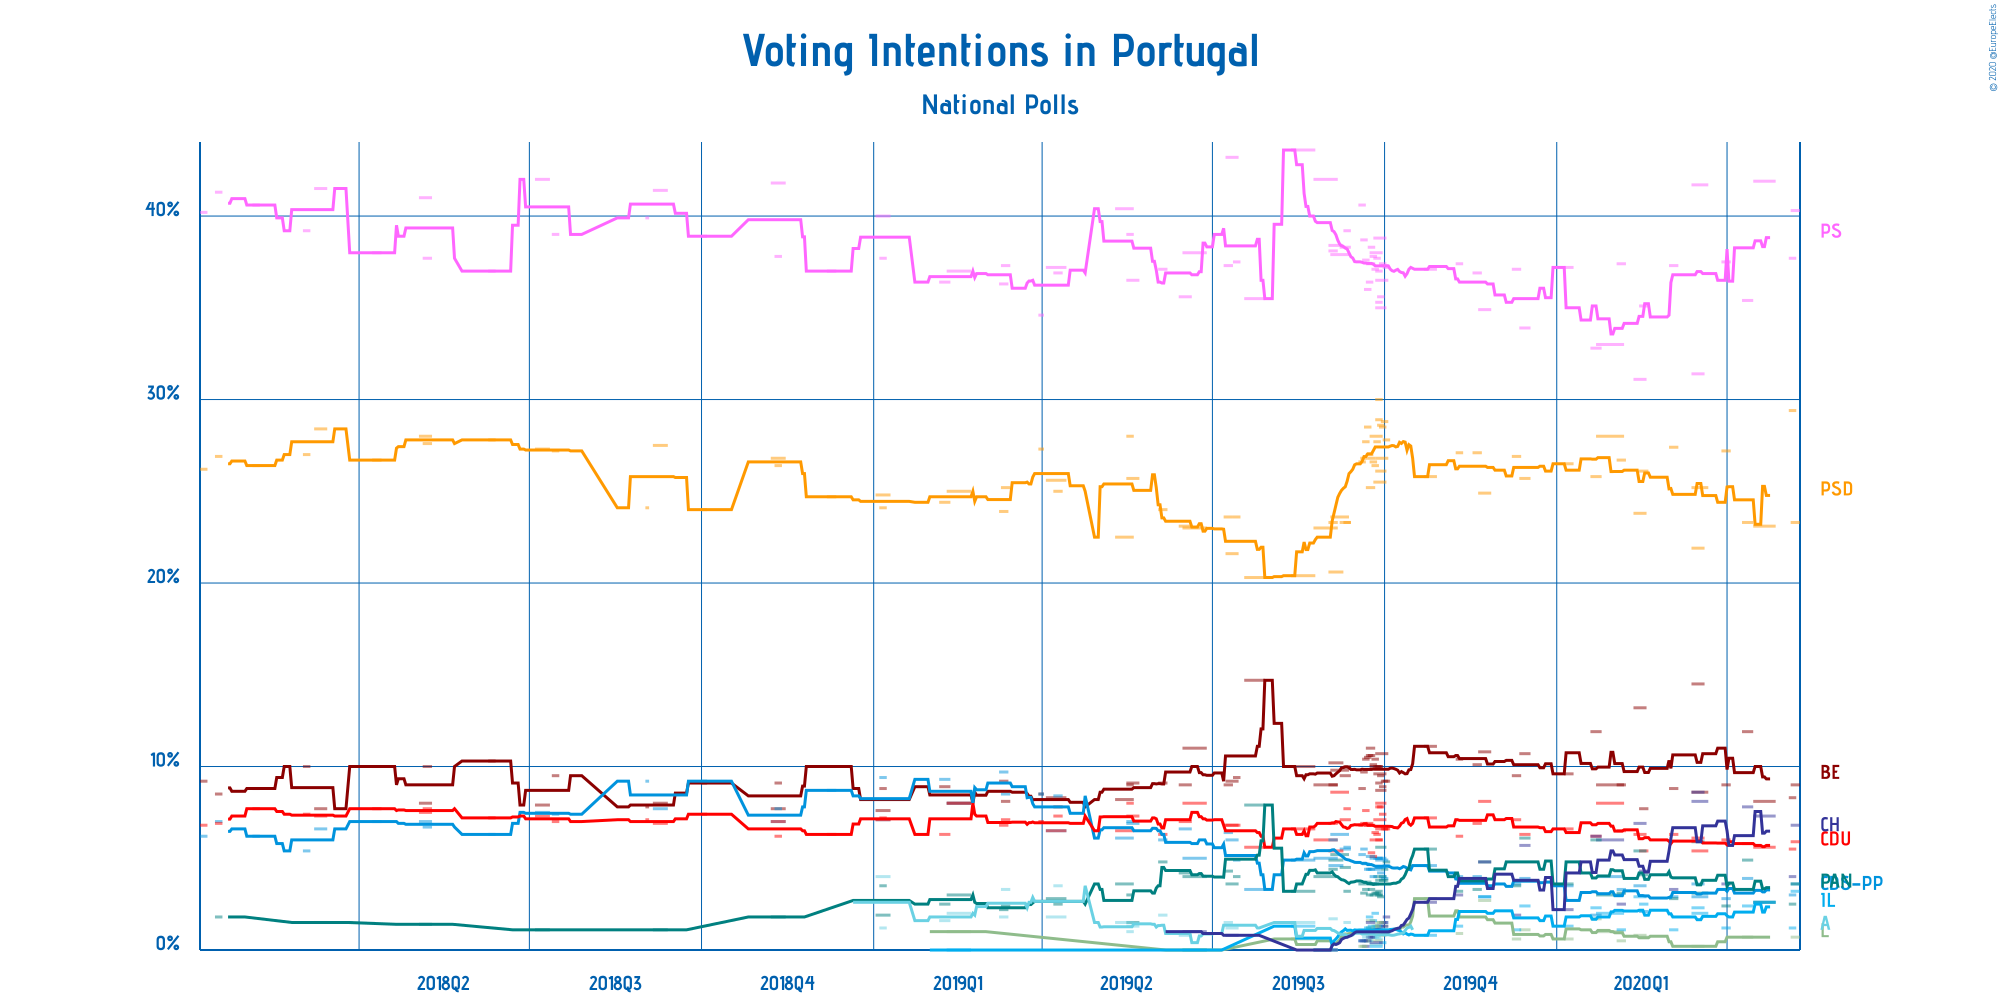 © 2020 @EuropeElects
Voting Intentions in Portugal
National Polls
40%
30%
20%
10%
0%
PS
PSD
BE
CH
CDU
PAN
CDS-PP
IL
A
L
2018Q2 2018Q3 2018Q4 2019Q1 2019Q2 2019Q3 2019Q4 2020Q1